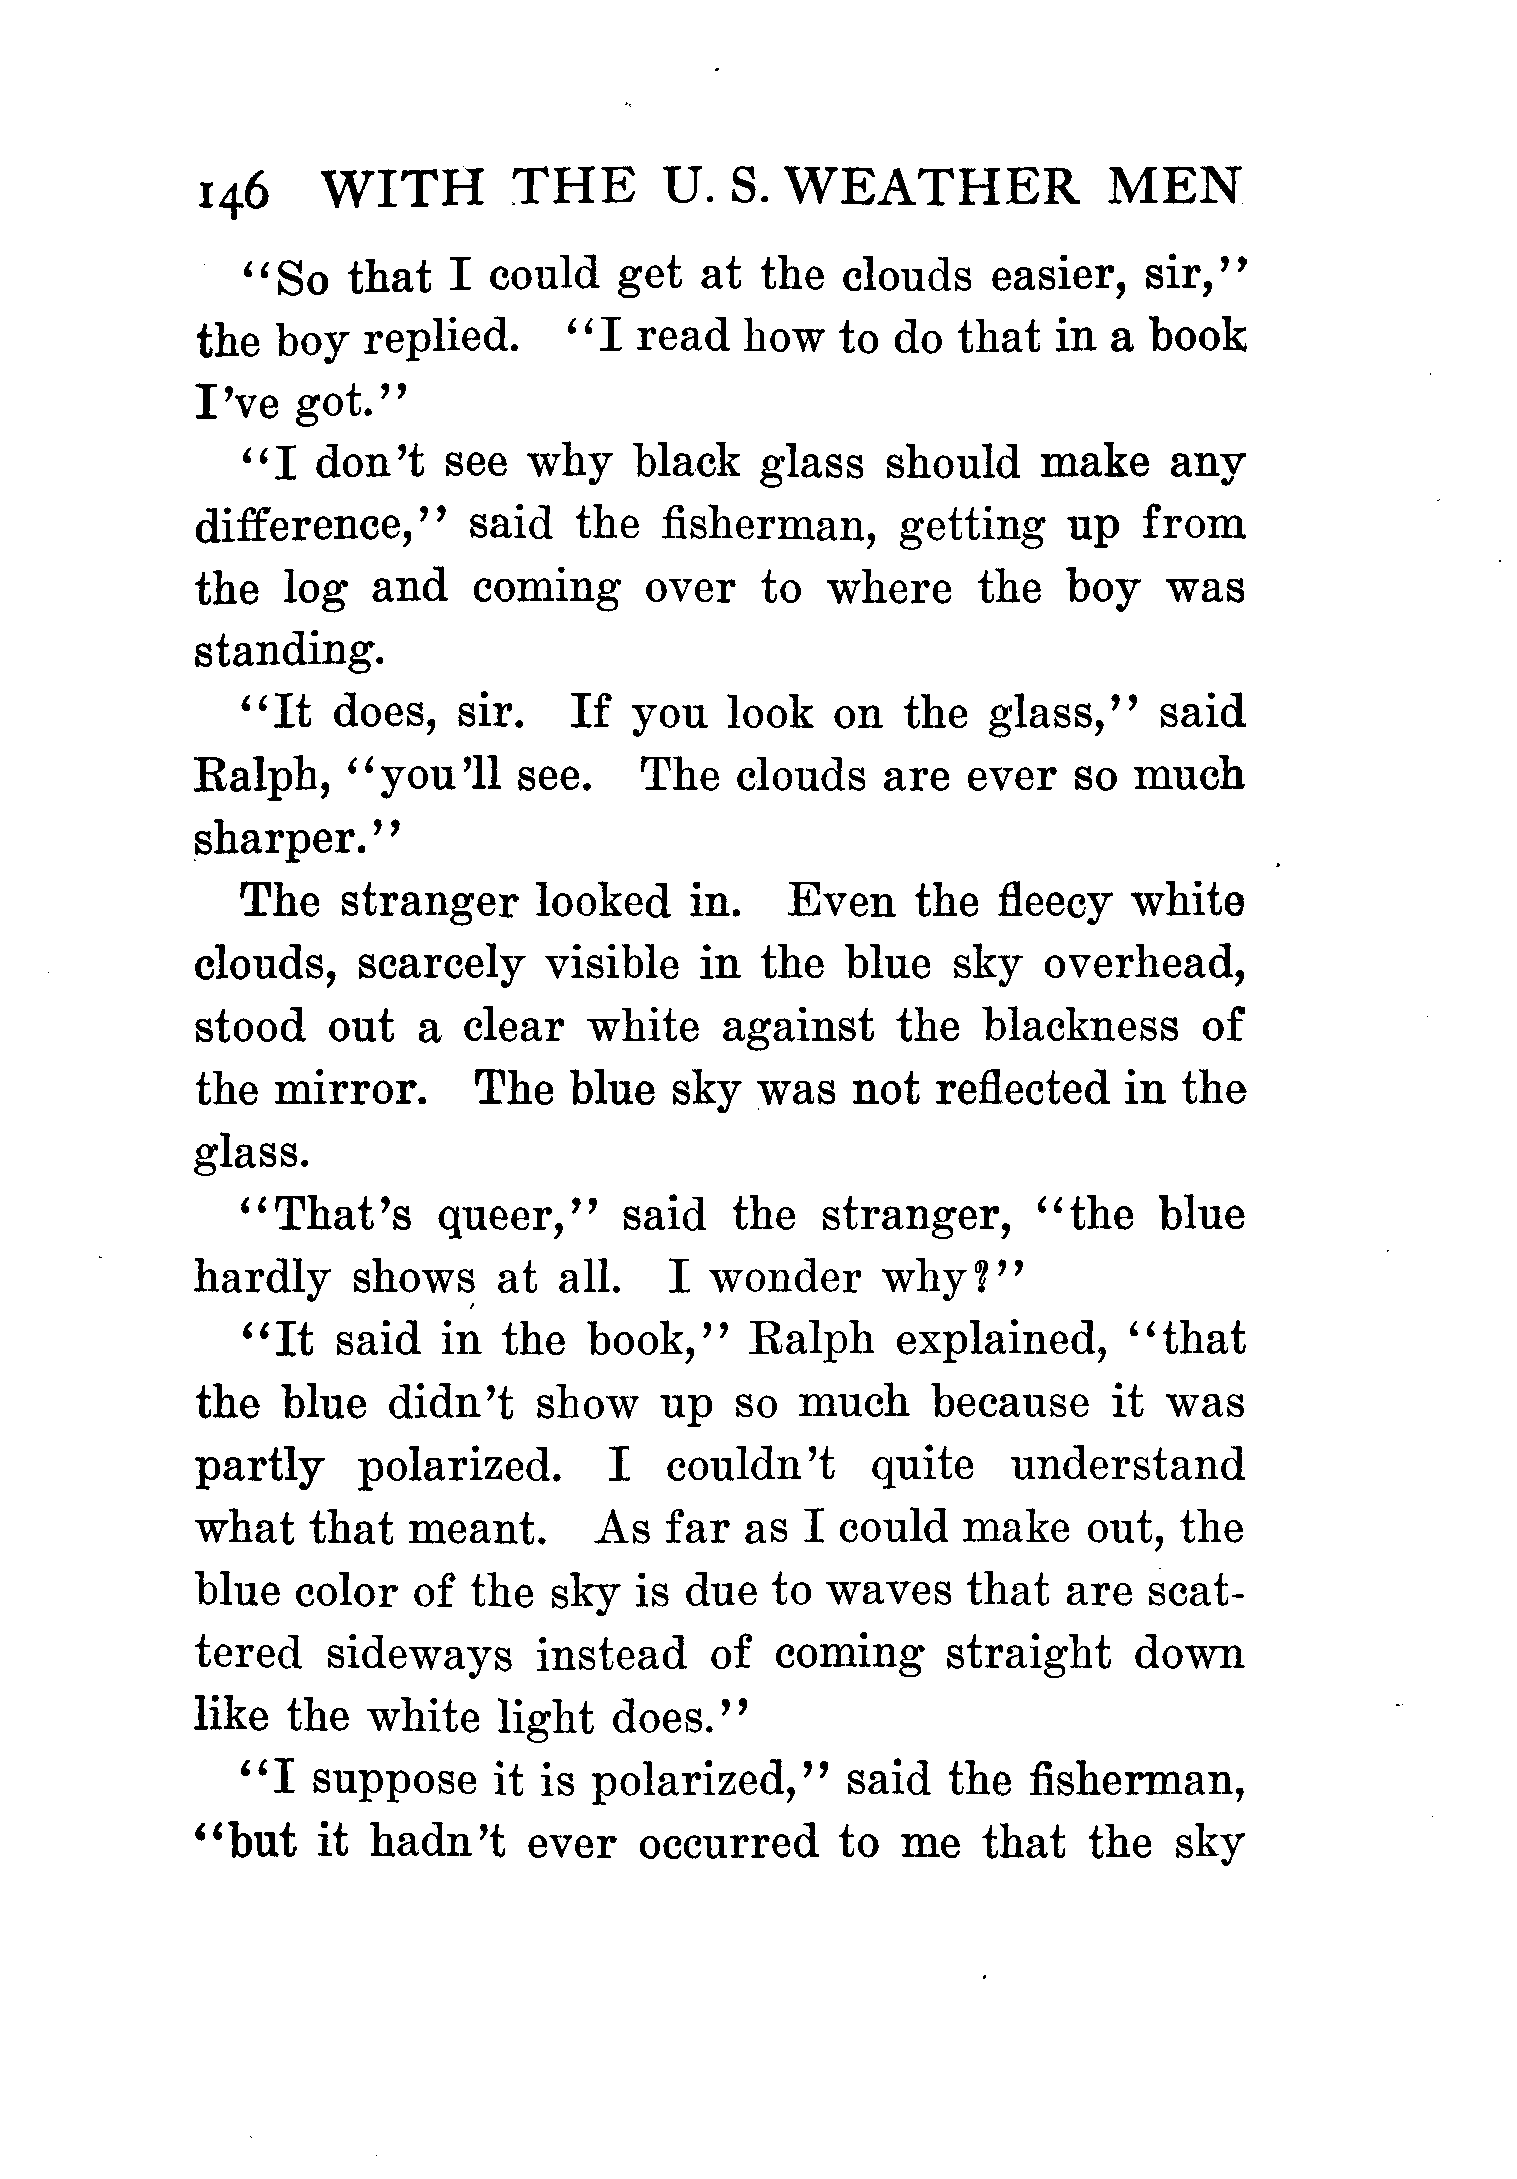 146 WITH THE U. S. WEATHER MEN
"So that I could get at the clouds easier, sir,"
the boy replied. "I read how to do that in a book
I've got."
"I don't see why black glass should make any
difference," said the fisherman, getting up from
the log and coming over to where the boy was
standing.
"It does, sir. If you look on the glass," said
Ralph, "you'll see. The clouds are ever so much
sharper."
The stranger looked in. Even the fleecy white
clouds, scarcely visible in the blue sky overhead,
stood out a clear white against the blackness of
the mirror. The blue sky was not reflected in the
glass.
"That's queer," said the stranger, "the blue
hardly shows at all. I wonder why?"
"It said in the book," Ralph explained, "that
the blue didn't show up so much because it was
partly polarized. I couldn't quite understand
what that meant. As far as I could make out, the
blue color of the sky is due to waves that are scat-
tered sideways instead of coming straight down
like the white light does."
"I suppose it is polarized," said the fisherman,
"but it hadn't ever occurred to me that the sky